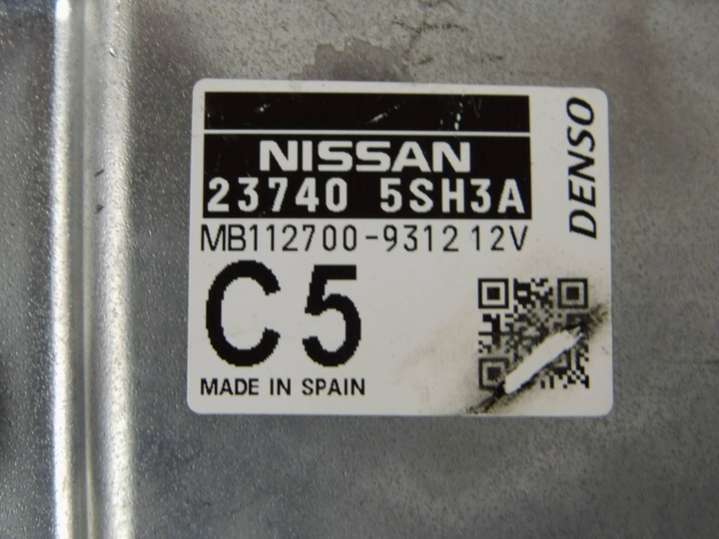 NISSAN
23740 5SH3A
MB112700-9312 12V
C5
MADE IN SPAIN
DENSO